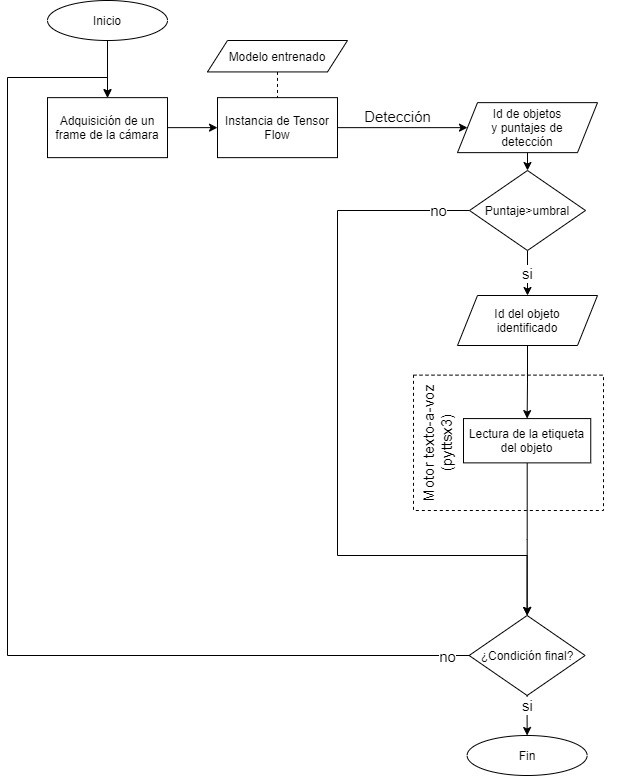 Inicio
Modelo entrenado
Adquisición de un
frame de la cámara
Instancia de Tensor
Flow
Detección
Id de objetos
y puntajes de
detección
no
Puntaje>umbral
si
Id del objeto
identificado
Motor texto-a-voz
(pyttsx3)
Lectura de la etiqueta
del objeto
no
¿Condición final?
si
Fin